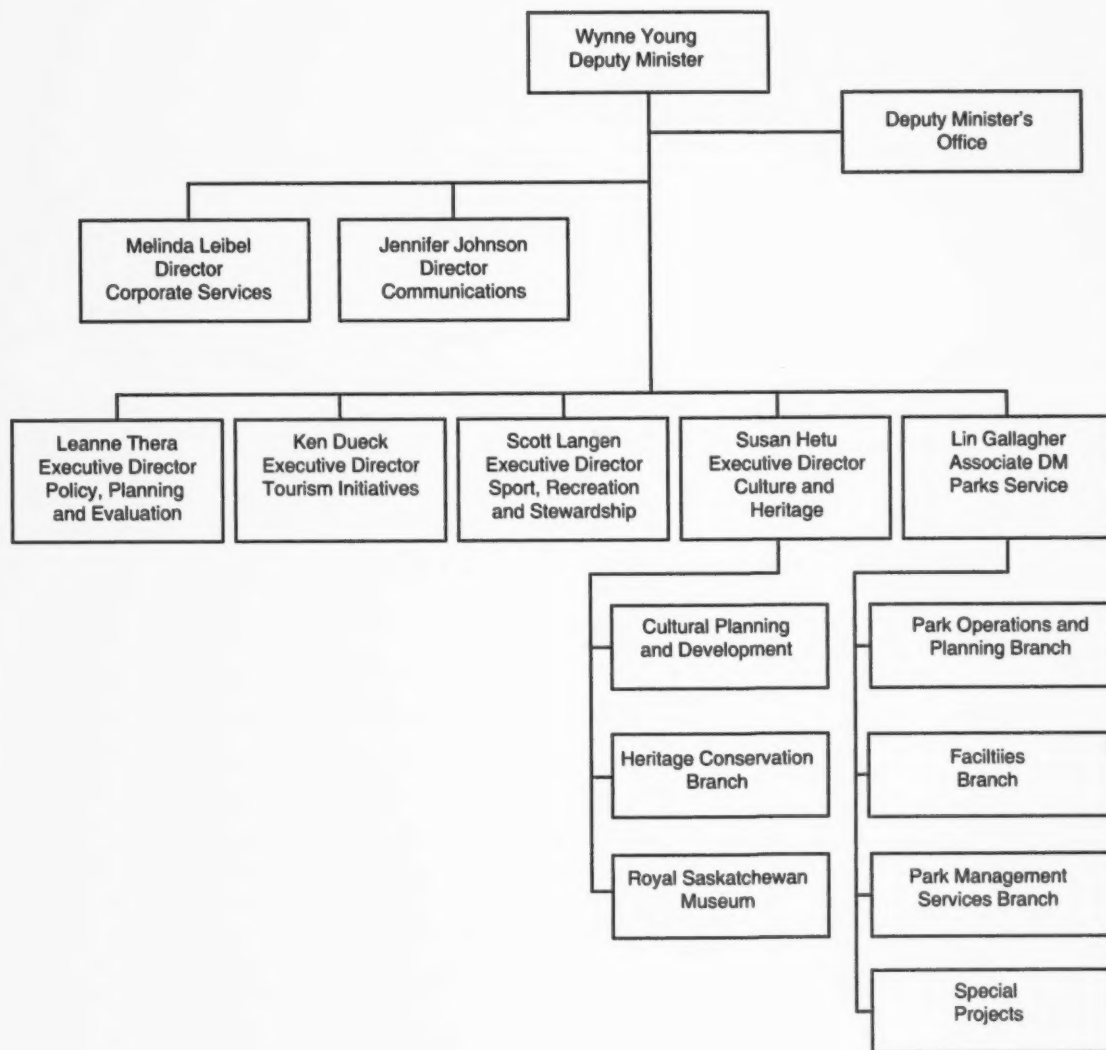 Wynne Young
Deputy Minister
Deputy Minister's
Office
Melinda Leibel
Director
Corporate Services
Jennifer Johnson
Director
Communications
Leanne Thera
Executive Director
Policy, Planning
and Evaluation
Ken Dueck
Executive Director
Tourism Initiatives
Scott Langen
Executive Director
Sport, Recreation
and Stewardship
Susan Hetu
Executive Director
Culture and
Heritage
Lin Gallagher
Associate DM
Parks Service
Cultural Planning
and Development
Heritage Conservation
Branch
Royal Saskatchewan
Museum
Park Operations and
Planning Branch
Faciltiies
Branch
Park Management
Services Branch
Special
Projects